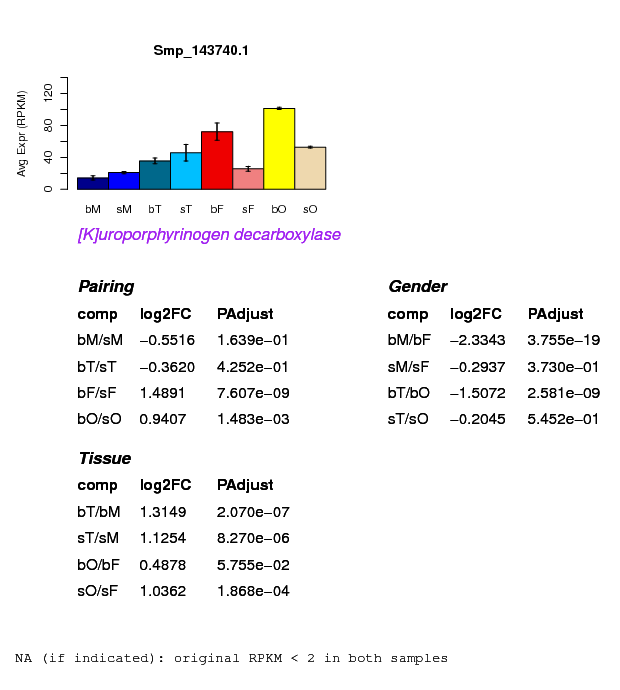 Smp_143740.1
Avg Expr (RPKM)
0 40 80 120
bM sM bT sT bF sF bO sO
[K]uroporphyrinogen decarboxylase
Pairing
comp log2FC PAdjust
bM/sM −0.5516 1.639e−01
bT/sT −0.3620 4.252e−01
bF/sF 1.4891 7.607e−09
bO/sO 0.9407 1.483e−03
Gender
comp log2FC PAdjust
bM/bF −2.3343 3.755e−19
sM/sF −0.2937 3.730e−01
bT/bO −1.5072 2.581e−09
sT/sO −0.2045 5.452e−01
Tissue
comp log2FC PAdjust
bT/bM 1.3149 2.070e−07
sT/sM 1.1254 8.270e−06
bO/bF 0.4878 5.755e−02
sO/sF 1.0362 1.868e−04
NA (if indicated): original RPKM < 2 in both samples